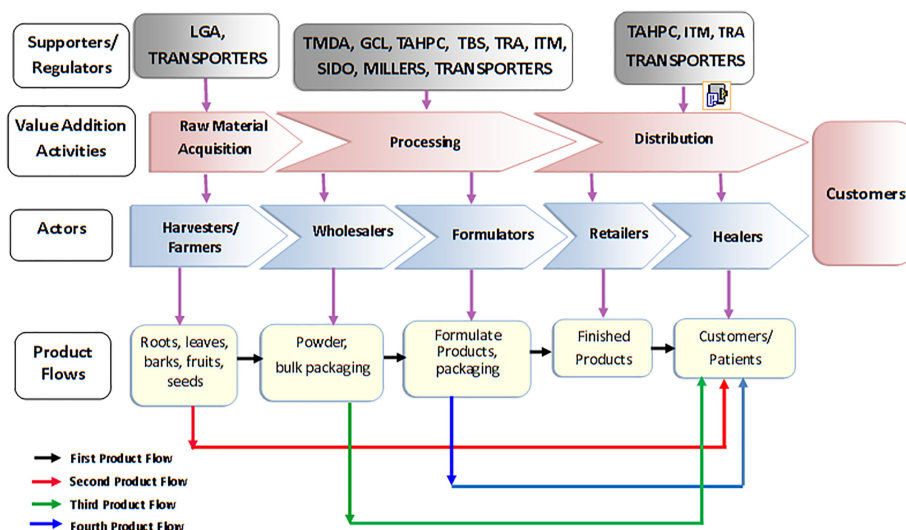 Supporters/
Regulators
LGA,
TRANSPORTERS
TMDA, GCL, TAHPC, TBS, TRA, ITM,
SIDO, MILLERS, TRANSPORTERS
TAHPC, ITM, TRA
TRANSPORTERS
Value Addition
Activities
Raw Material
Acquisition
Processing
Distribution
Customers
Actors
Harvesters/
Farmers
Wholesalers
Formulators
Retailers
Healers
Product
Flows
Roots, leaves,
barks, fruits,
seeds
Powder,
bulk packaging
Formulate
Products,
packaging
Finished
Products
Customers/
Patients
First Product Flow
Second Product Flow
Third Product Flow
Fourth Product Flow